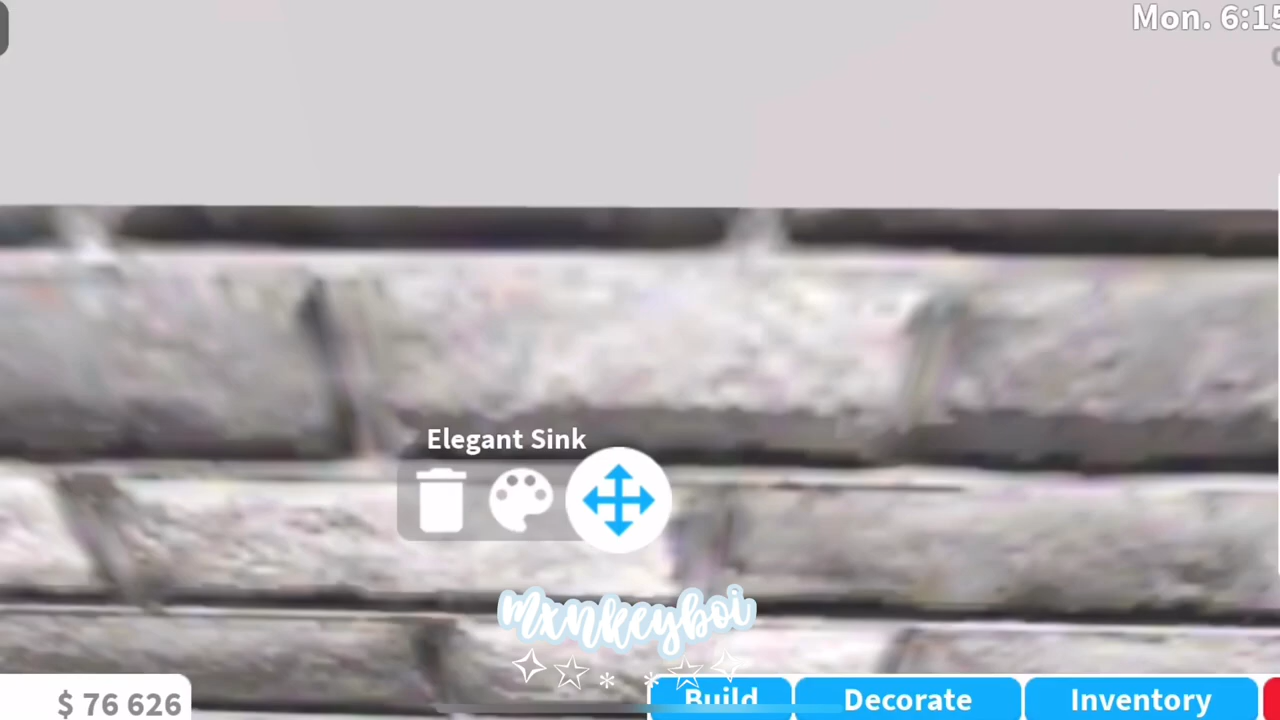 Mon. 6:15
Elegant Sink
mxnkeyboi
$ 76 626
Build
Decorate
Inventory